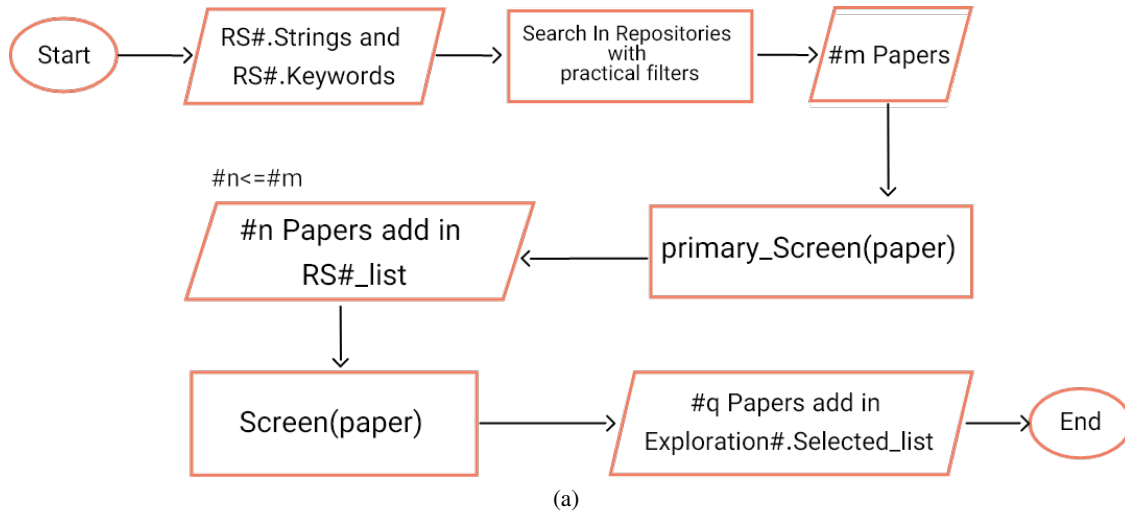 Start
RS#.Strings and
RS#.Keywords
Search In Repositories
with
practical filters
#m Papers
primary_Screen(paper)
#n<=#m
#n Papers add in
RS#_list
Screen(paper)
#q Papers add in
Exploration#.Selected_list
End
(a)